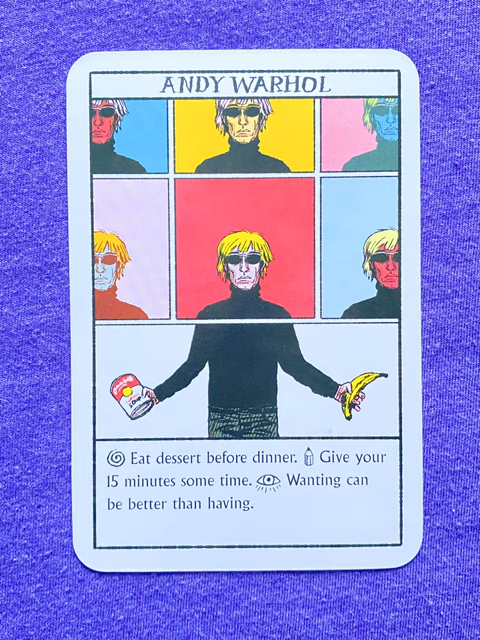 ANDY WARHOL
Eat dessert before dinner. Give your
15 minutes some time. Wanting can
be better than having.